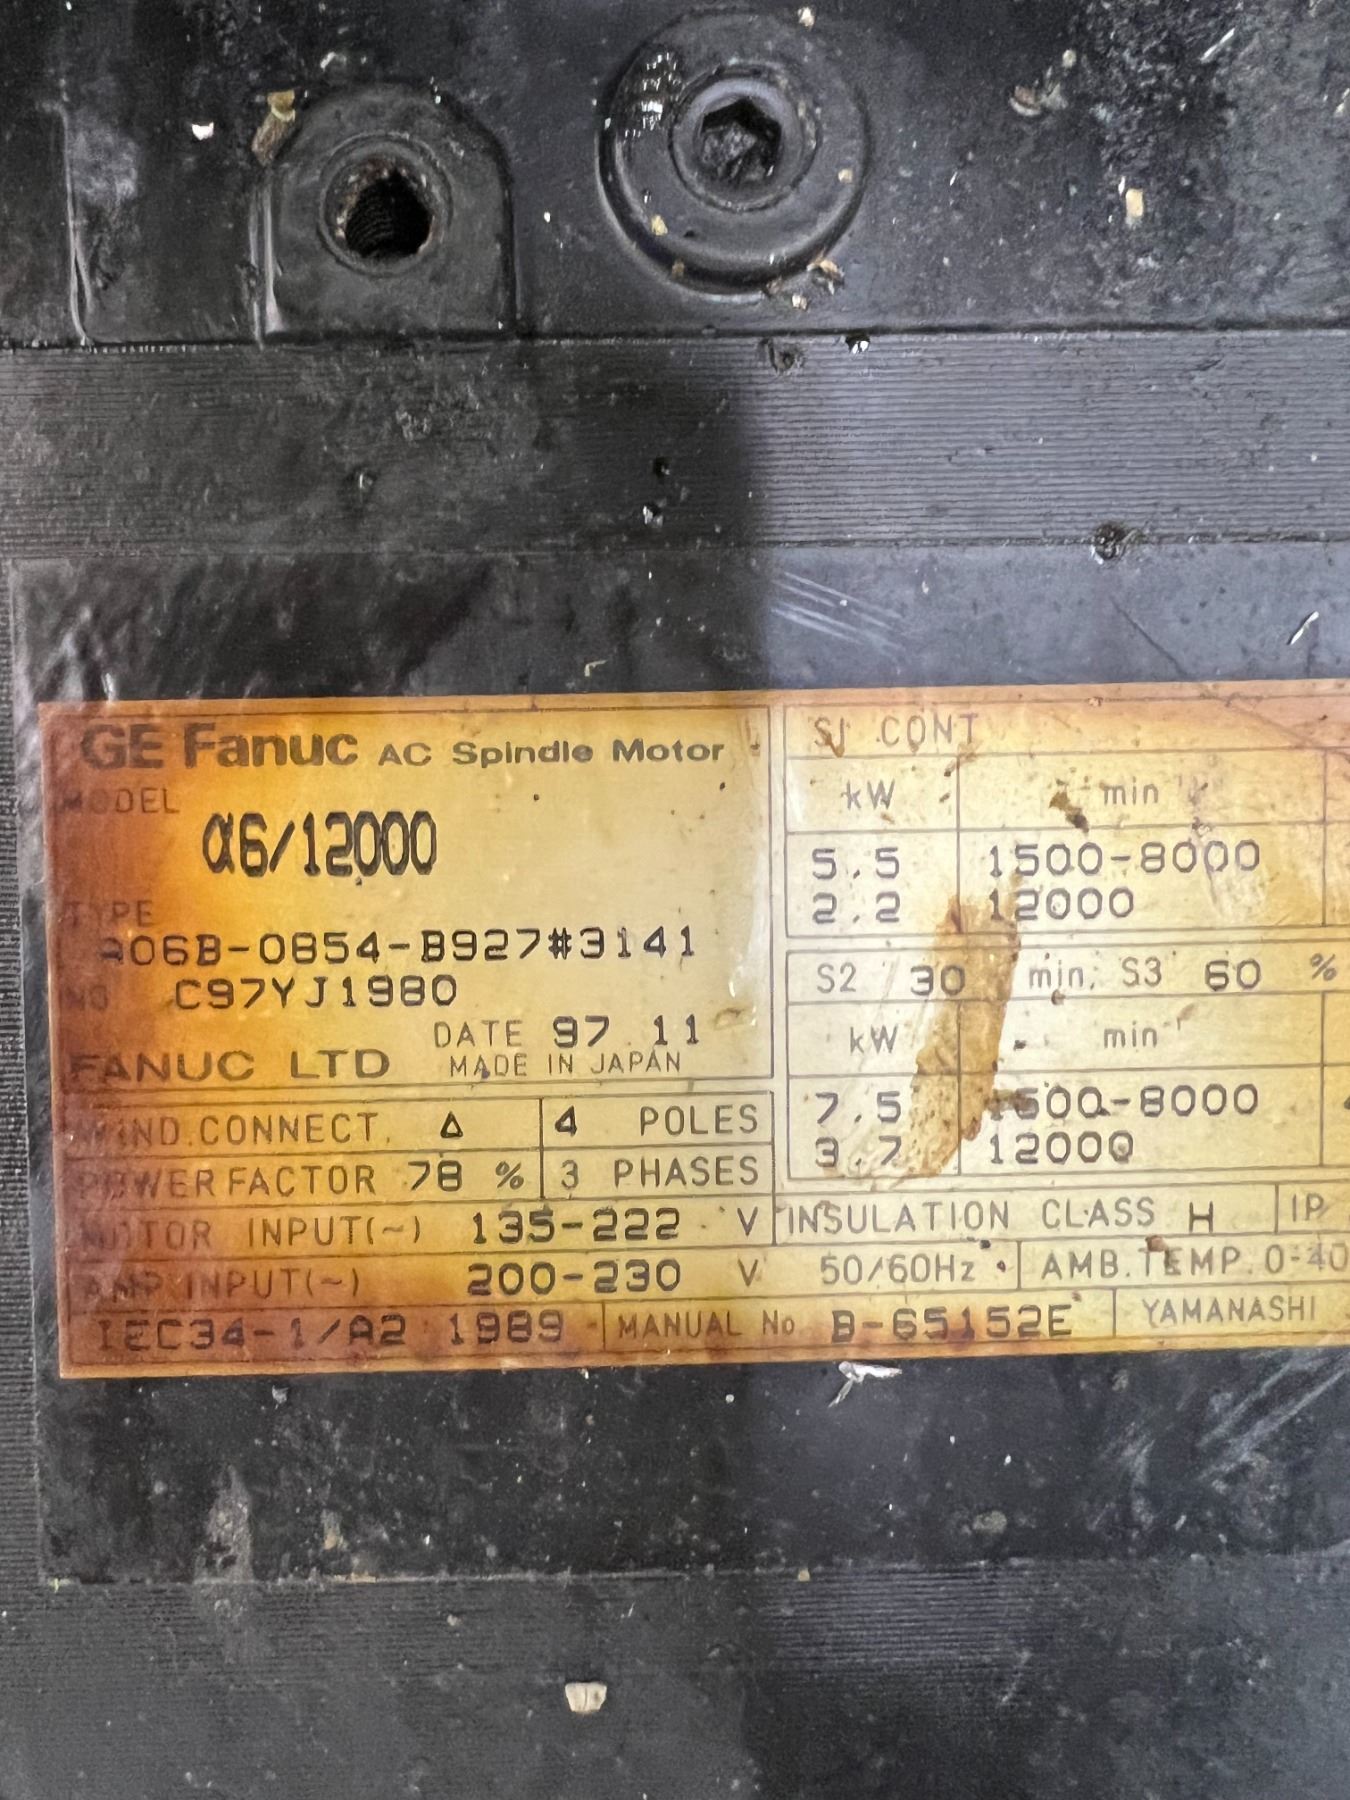 GE Fanuc AC Spindle Motor
MODEL
α6/12000
TYPE
A06B-0854-B927#3141
NO C97YJ1980
DATE 97 11
FANUC LTD MADE IN JAPAN
WIND.CONNECT. Δ 4 POLES
POWER FACTOR 78 % 3 PHASES
MOTOR INPUT(~) 135-222 V
AMP.INPUT(~) 200-230 V 50/60Hz
IEC34-1/A2 1989 MANUAL No B-65152E YAMANASHI
S1 CONT
kW min⁻¹
5.5 1500-8000
2.2 12000
S2 30 min. S3 60 %
kW min⁻¹
7.5 1500-8000
3.7 12000
INSULATION CLASS H IP
AMB.TEMP. 0-40